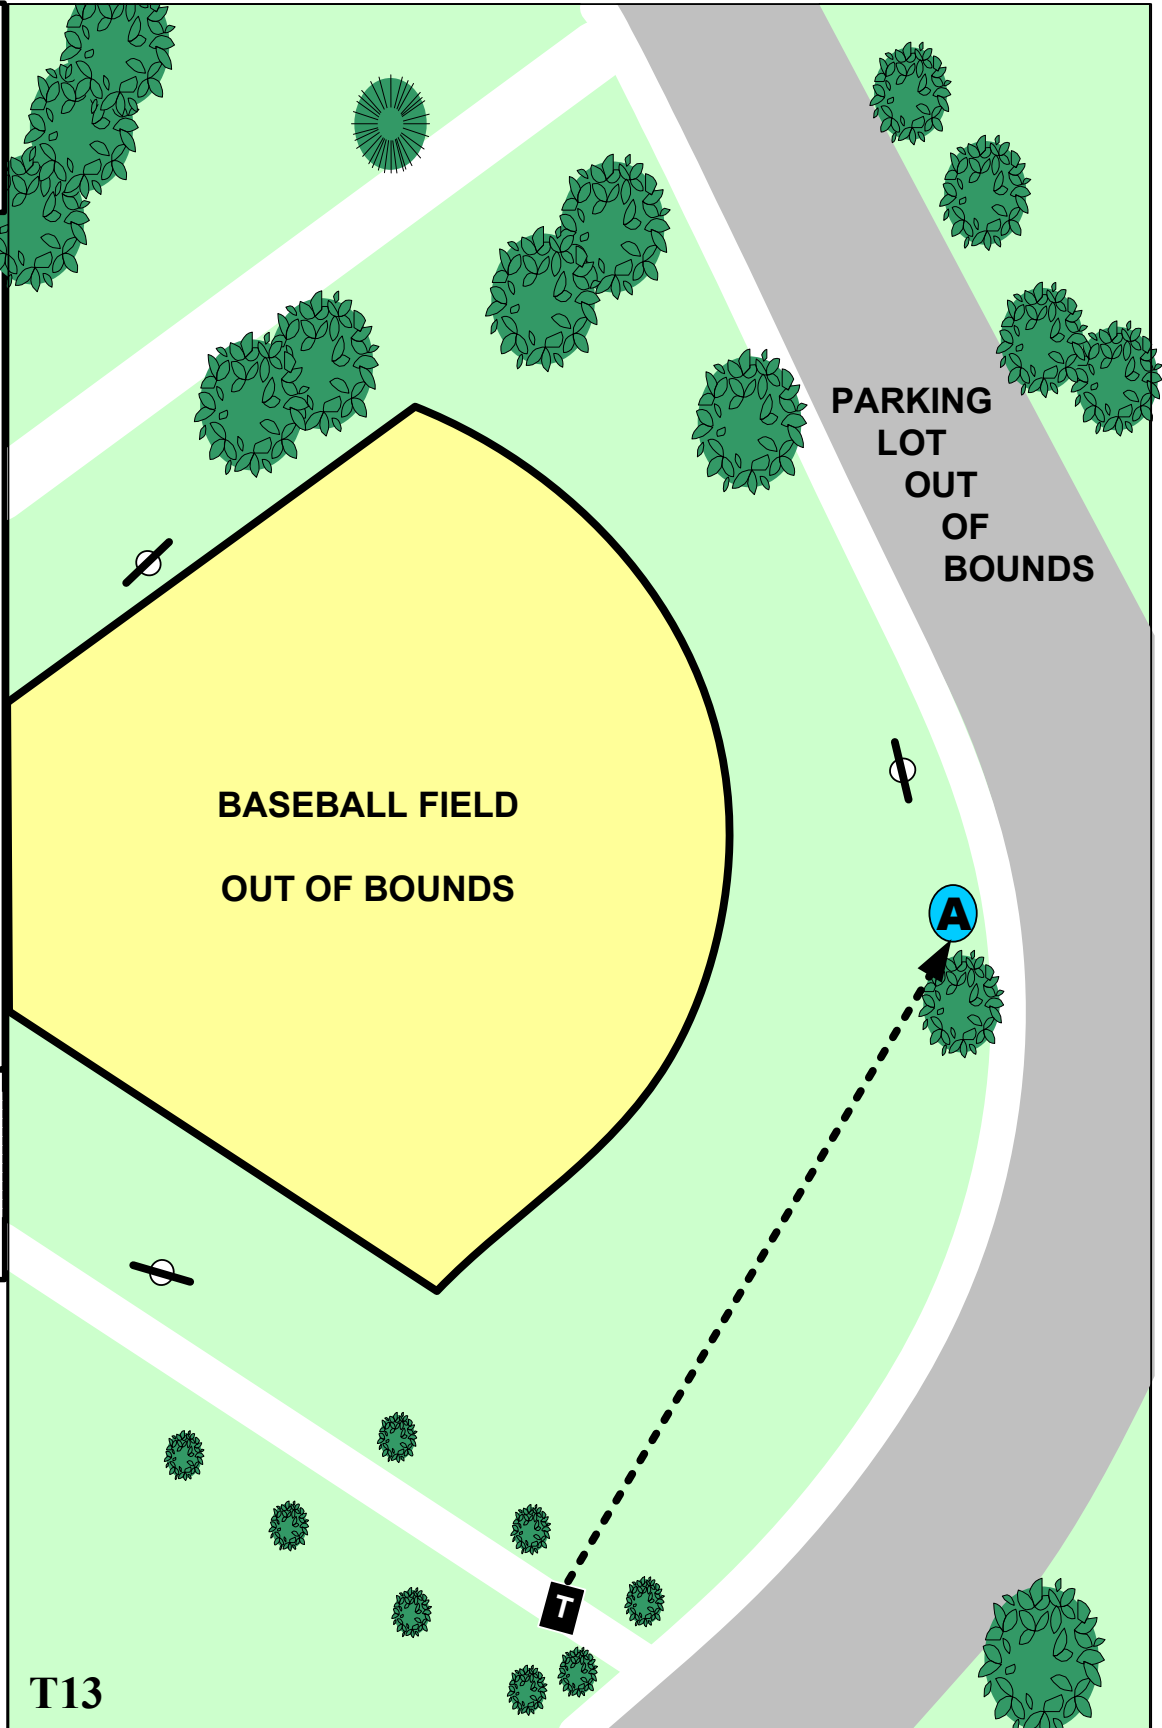 PARKING
LOT
OUT
OF
BOUNDS
BASEBALL FIELD
OUT OF BOUNDS
A
T
T13